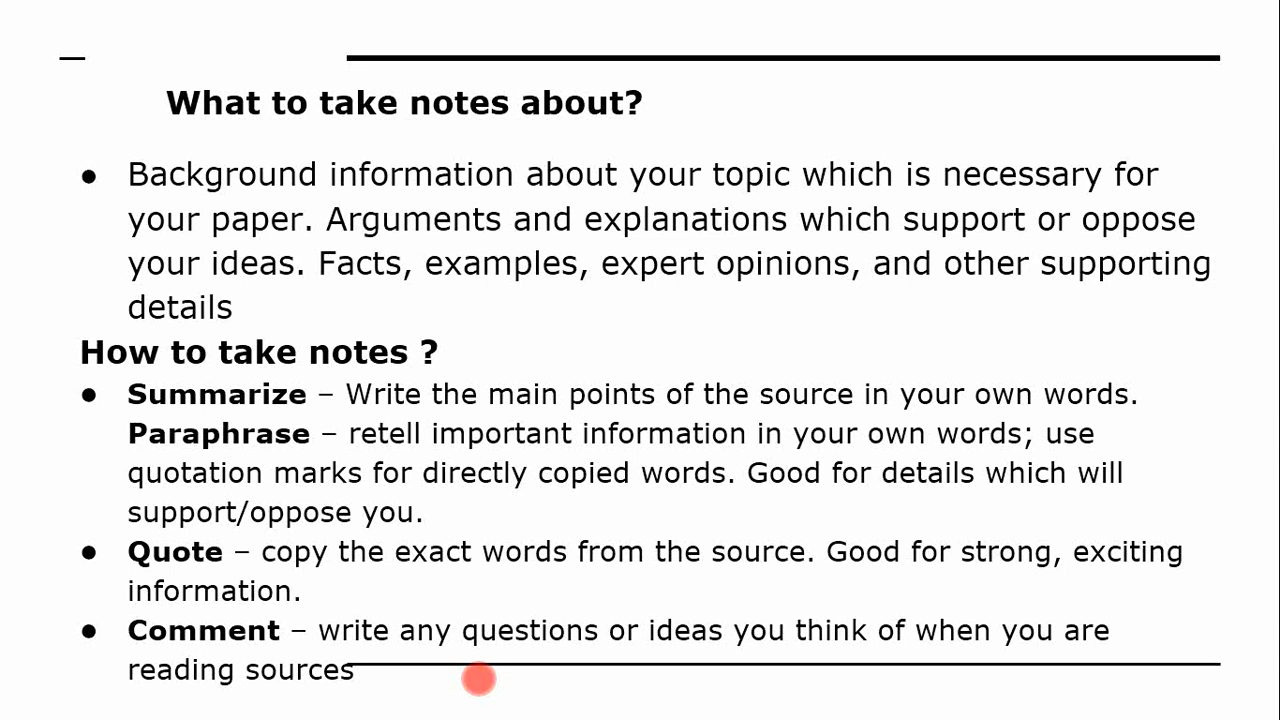 What to take notes about?
● Background information about your topic which is necessary for
your paper. Arguments and explanations which support or oppose
your ideas. Facts, examples, expert opinions, and other supporting
details
How to take notes ?
● Summarize – Write the main points of the source in your own words.
Paraphrase – retell important information in your own words; use
quotation marks for directly copied words. Good for details which will
support/oppose you.
● Quote – copy the exact words from the source. Good for strong, exciting
information.
● Comment – write any questions or ideas you think of when you are
reading sources